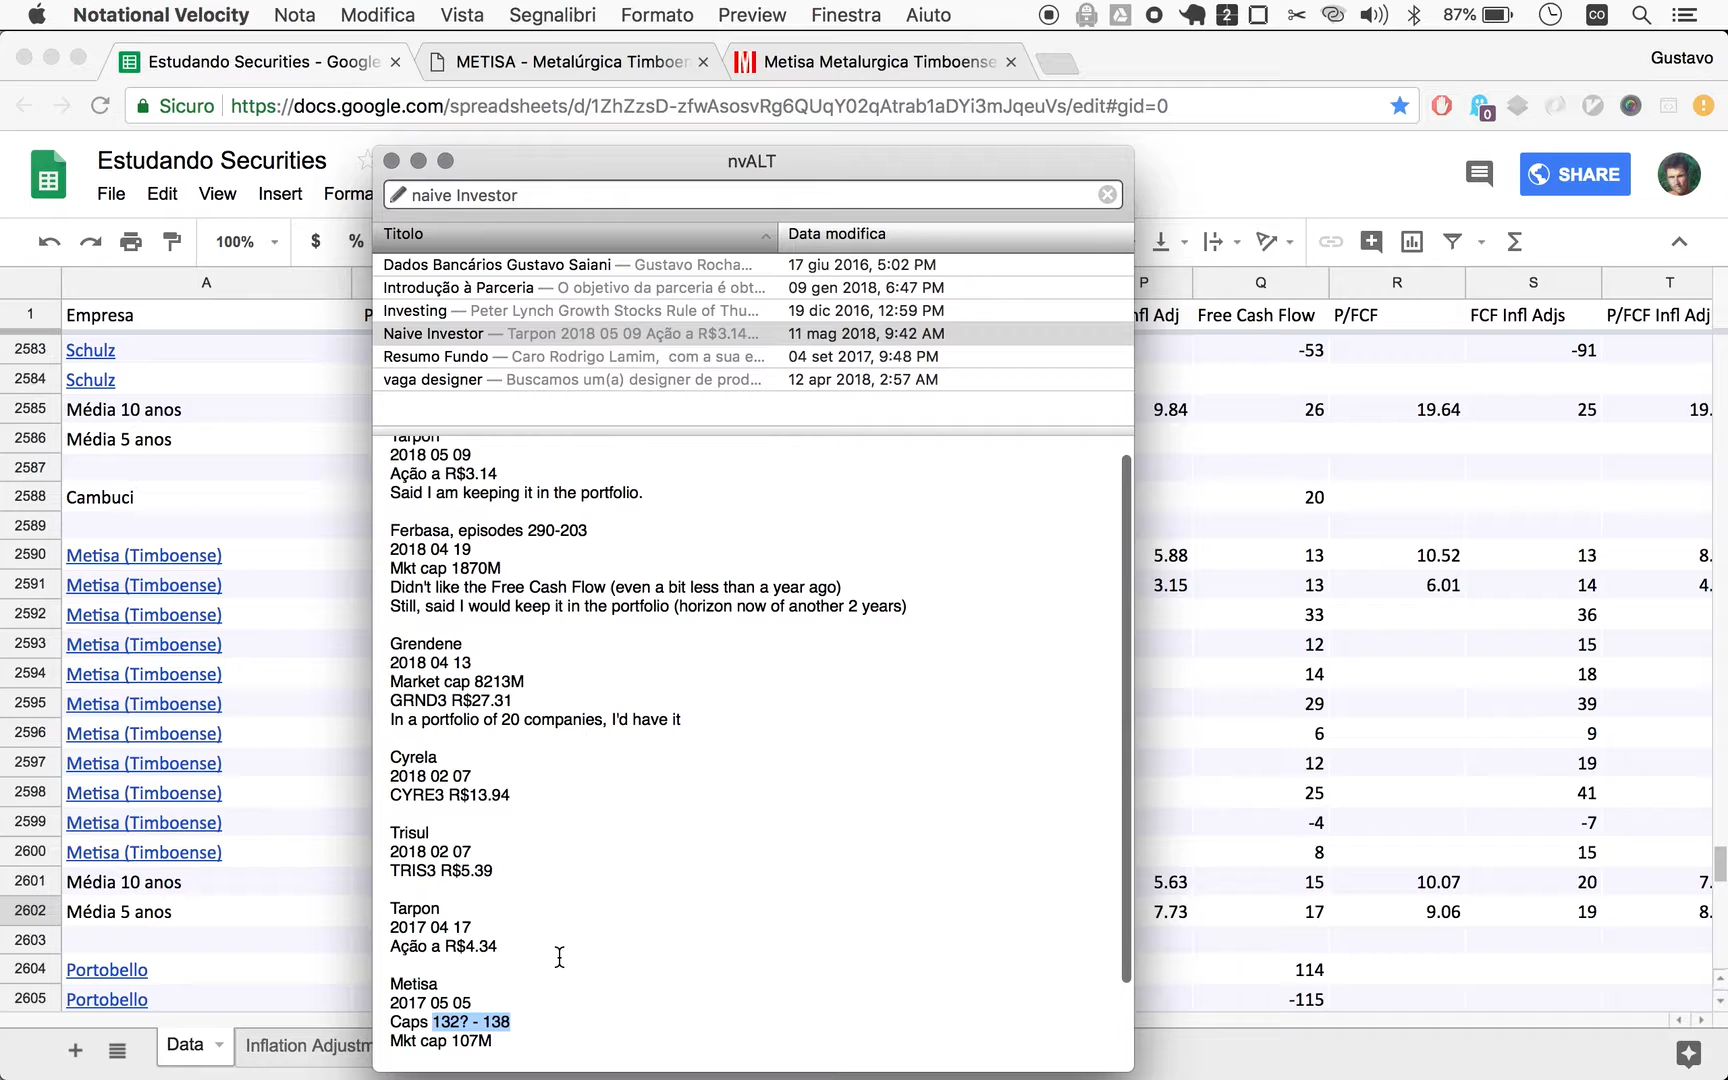 Notational Velocity Nota Modifica Vista Segnalibri Formato Preview Finestra Aiuto 2 87% CO
Estudando Securities - Google METISA - Metalúrgica Timboer Metisa Metalurgica Timboense Gustavo
Sicuro https://docs.google.com/spreadsheets/d/1ZhZzsD-zfwAsosvRg6QUqY02qAtrab1aDYi3mJqeuVs/edit#gid=0 0
Estudando Securities
File Edit View Insert Forma
SHARE
100% $ %
nvALT
naive Investor
Titolo Data modifica
Dados Bancários Gustavo Saiani — Gustavo Rocha... 17 giu 2016, 5:02 PM
Introdução à Parceria — O objetivo da parceria é obt... 09 gen 2018, 6:47 PM
Investing — Peter Lynch Growth Stocks Rule of Thu... 19 dic 2016, 12:59 PM
Naive Investor — Tarpon 2018 05 09 Ação a R$3.14... 11 mag 2018, 9:42 AM
Resumo Fundo — Caro Rodrigo Lamim, com a sua e... 04 set 2017, 9:48 PM
vaga designer — Buscamos um(a) designer de prod... 12 apr 2018, 2:57 AM
Tarpon
2018 05 09
Ação a R$3.14
Said I am keeping it in the portfolio.
Ferbasa, episodes 290-203
2018 04 19
Mkt cap 1870M
Didn't like the Free Cash Flow (even a bit less than a year ago)
Still, said I would keep it in the portfolio (horizon now of another 2 years)
Grendene
2018 04 13
Market cap 8213M
GRND3 R$27.31
In a portfolio of 20 companies, I'd have it
Cyrela
2018 02 07
CYRE3 R$13.94
Trisul
2018 02 07
TRIS3 R$5.39
Tarpon
2017 04 17
Ação a R$4.34
Metisa
2017 05 05
Caps 132? - 138
Mkt cap 107M
A P Q R S T
1 Empresa P nfl Adj Free Cash Flow P/FCF FCF Infl Adjs P/FCF Infl Adj
2583 Schulz -53 -91
2584 Schulz
2585 Média 10 anos 9.84 26 19.64 25 19.
2586 Média 5 anos
2587
2588 Cambuci 20
2589
2590 Metisa (Timboense) 5.88 13 10.52 13 8.
2591 Metisa (Timboense) 3.15 13 6.01 14 4.
2592 Metisa (Timboense) 33 36
2593 Metisa (Timboense) 12 15
2594 Metisa (Timboense) 14 18
2595 Metisa (Timboense) 29 39
2596 Metisa (Timboense) 6 9
2597 Metisa (Timboense) 12 19
2598 Metisa (Timboense) 25 41
2599 Metisa (Timboense) -4 -7
2600 Metisa (Timboense) 8 15
2601 Média 10 anos 5.63 15 10.07 20 7.
2602 Média 5 anos 7.73 17 9.06 19 8.
2603
2604 Portobello 114
2605 Portobello -115
Data Inflation Adjustm